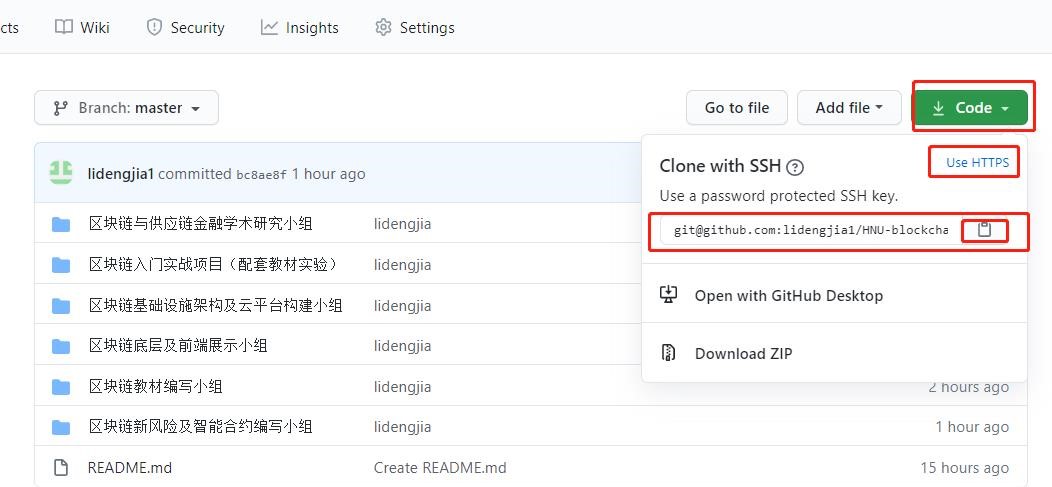 cts Wiki Security Insights Settings
Branch: master Go to file Add file Code
Clone with SSH Use HTTPS
Use a password protected SSH key.
git@github.com:lidengjia1/HNU-blockcha
Open with GitHub Desktop
Download ZIP
lidengjia1 committed bc8ae8f 1 hour ago
区块链与供应链金融学术研究小组 lidengjia
区块链入门实战项目（配套教材实验） lidengjia
区块链基础设施架构及云平台构建小组 lidengjia
区块链底层及前端展示小组 lidengjia
区块链教材编写小组 lidengjia 2 hours ago
区块链新风险及智能合约编写小组 lidengjia 1 hour ago
README.md Create README.md 15 hours ago